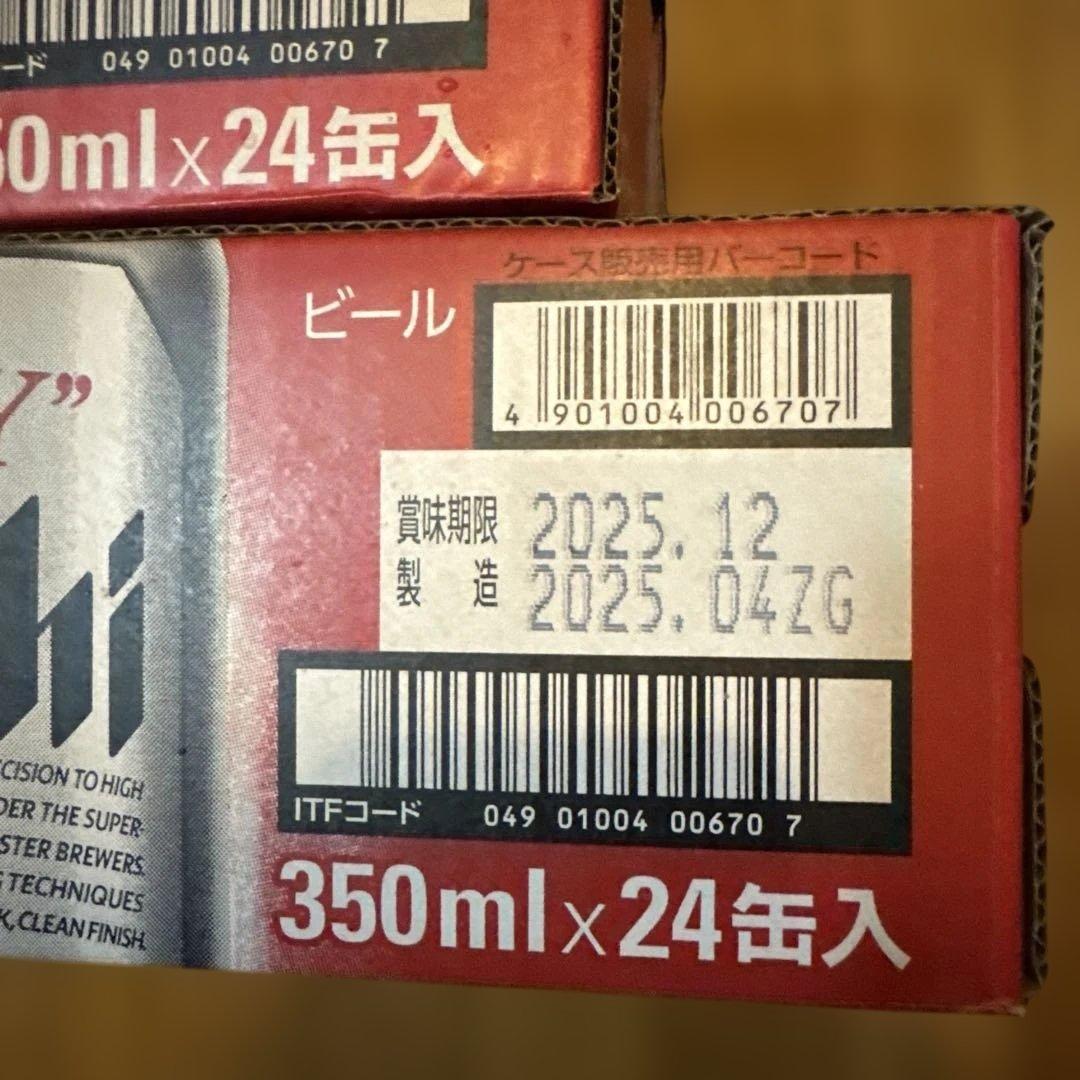 ード 049 01004 00670 7
50ml×24缶入
ケース販売用バーコード
ビール
4 901004 006707
Y”
hi
賞味期限 2025.12
製造 2025.04ZG
CISION TO HIGH
DER THE SUPER-
STER BREWERS.
TECHNIQUES
K, CLEAN FINISH.
ITFコード 049 01004 00670 7
350ml×24缶入